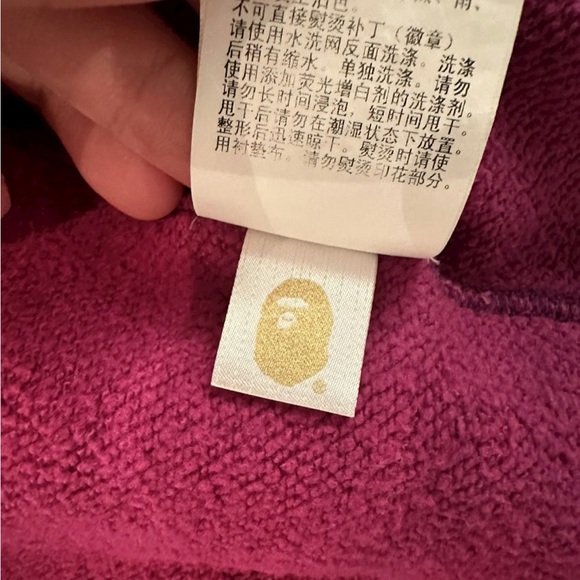 不可直接熨烫补丁（徽章）
请使用水洗网反面洗涤。洗涤
后稍有缩水。单独洗涤。请勿
使用添加荧光增白剂的洗涤剂。
请勿长时间浸泡，短时间甩干。
甩干后请勿在潮湿状态下放置。
整形后迅速晾干。熨烫时请使
用衬垫布。请勿熨烫印花部分。
®